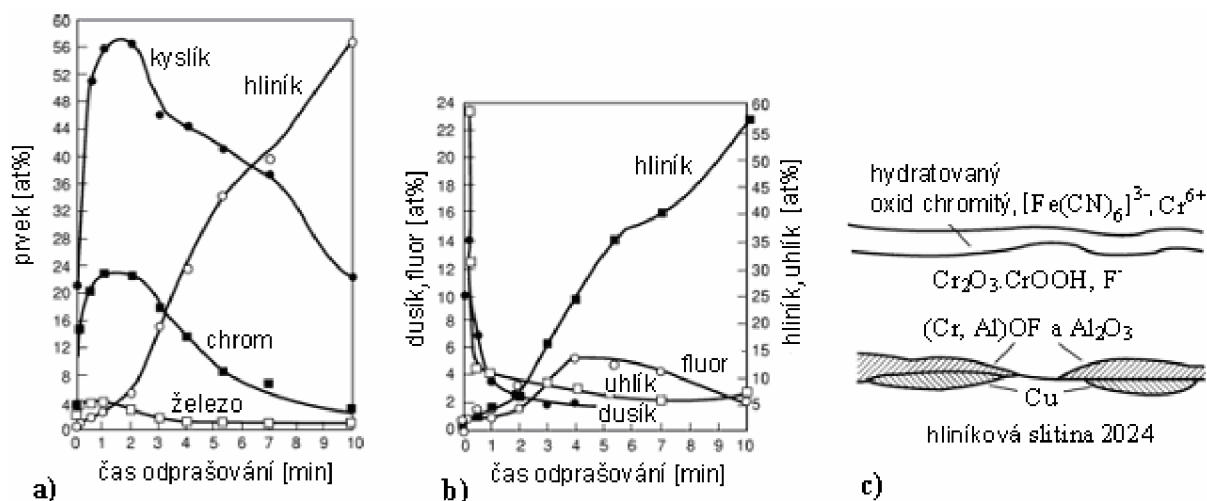 60
56
52
48
44
40
36
32
28
24
20
16
12
8
4
0
prvek [at%]
kyslík
hliník
chrom
železo
0 1 2 3 4 5 6 7 8 9 10
čas odprašování [min]
a)
24
22
20
18
16
14
12
10
8
6
4
2
0
dusík, fluor [at%]
hliník
fluor
uhlík
dusík
60
55
50
45
40
35
30
25
20
15
10
5
hliník, uhlík [at%]
0 1 2 3 4 5 6 7 8 9 10
čas odprašování [min]
b)
hydratovaný
oxid chromitý, [Fe(CN)6]3-, Cr6+
Cr2O3.CrOOH, F-
(Cr, Al)OF a Al2O3
Cu
hliníková slitina 2024
c)